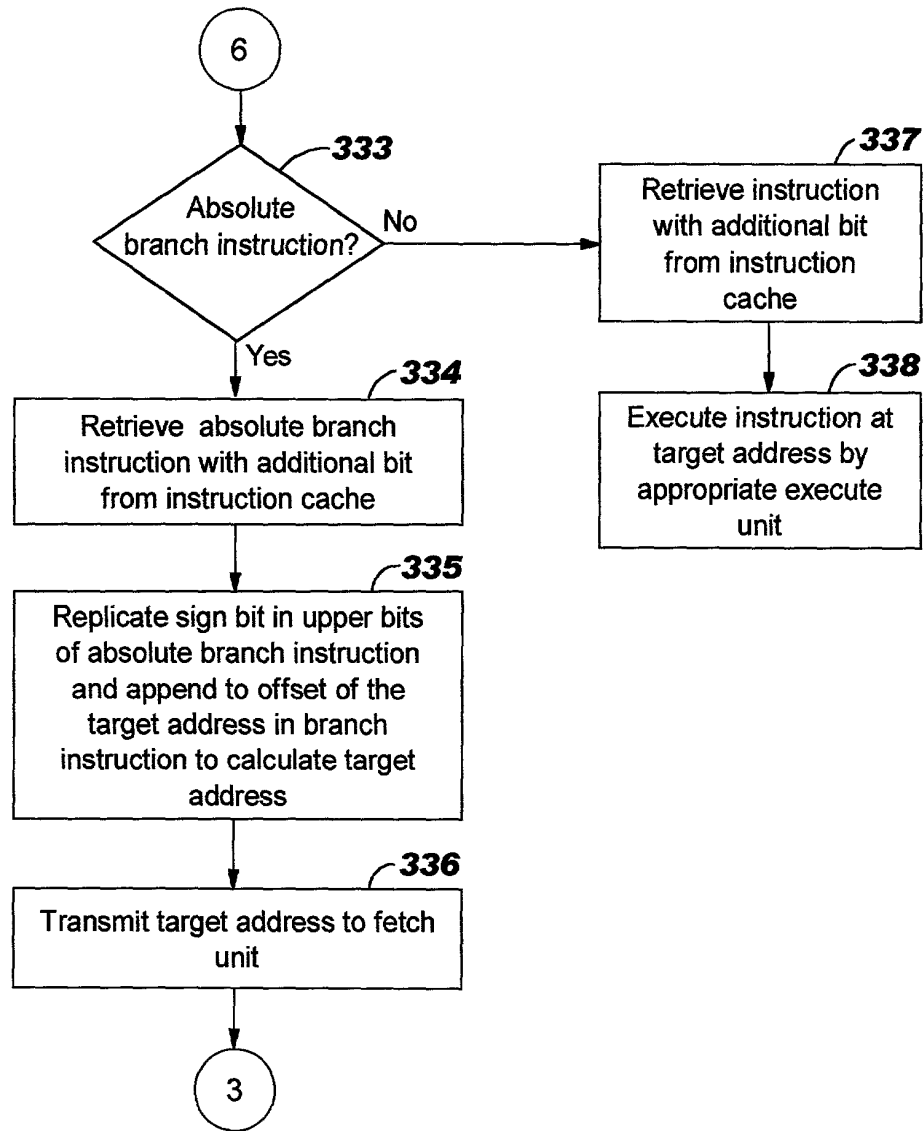 6
333
Absolute
branch instruction?
No
Yes
337
Retrieve instruction
with additional bit
from instruction
cache
338
Execute instruction at
target address by
appropriate execute
unit
334
Retrieve absolute branch
instruction with additional bit
from instruction cache
335
Replicate sign bit in upper bits
of absolute branch instruction
and append to offset of the
target address in branch
instruction to calculate target
address
336
Transmit target address to fetch
unit
3